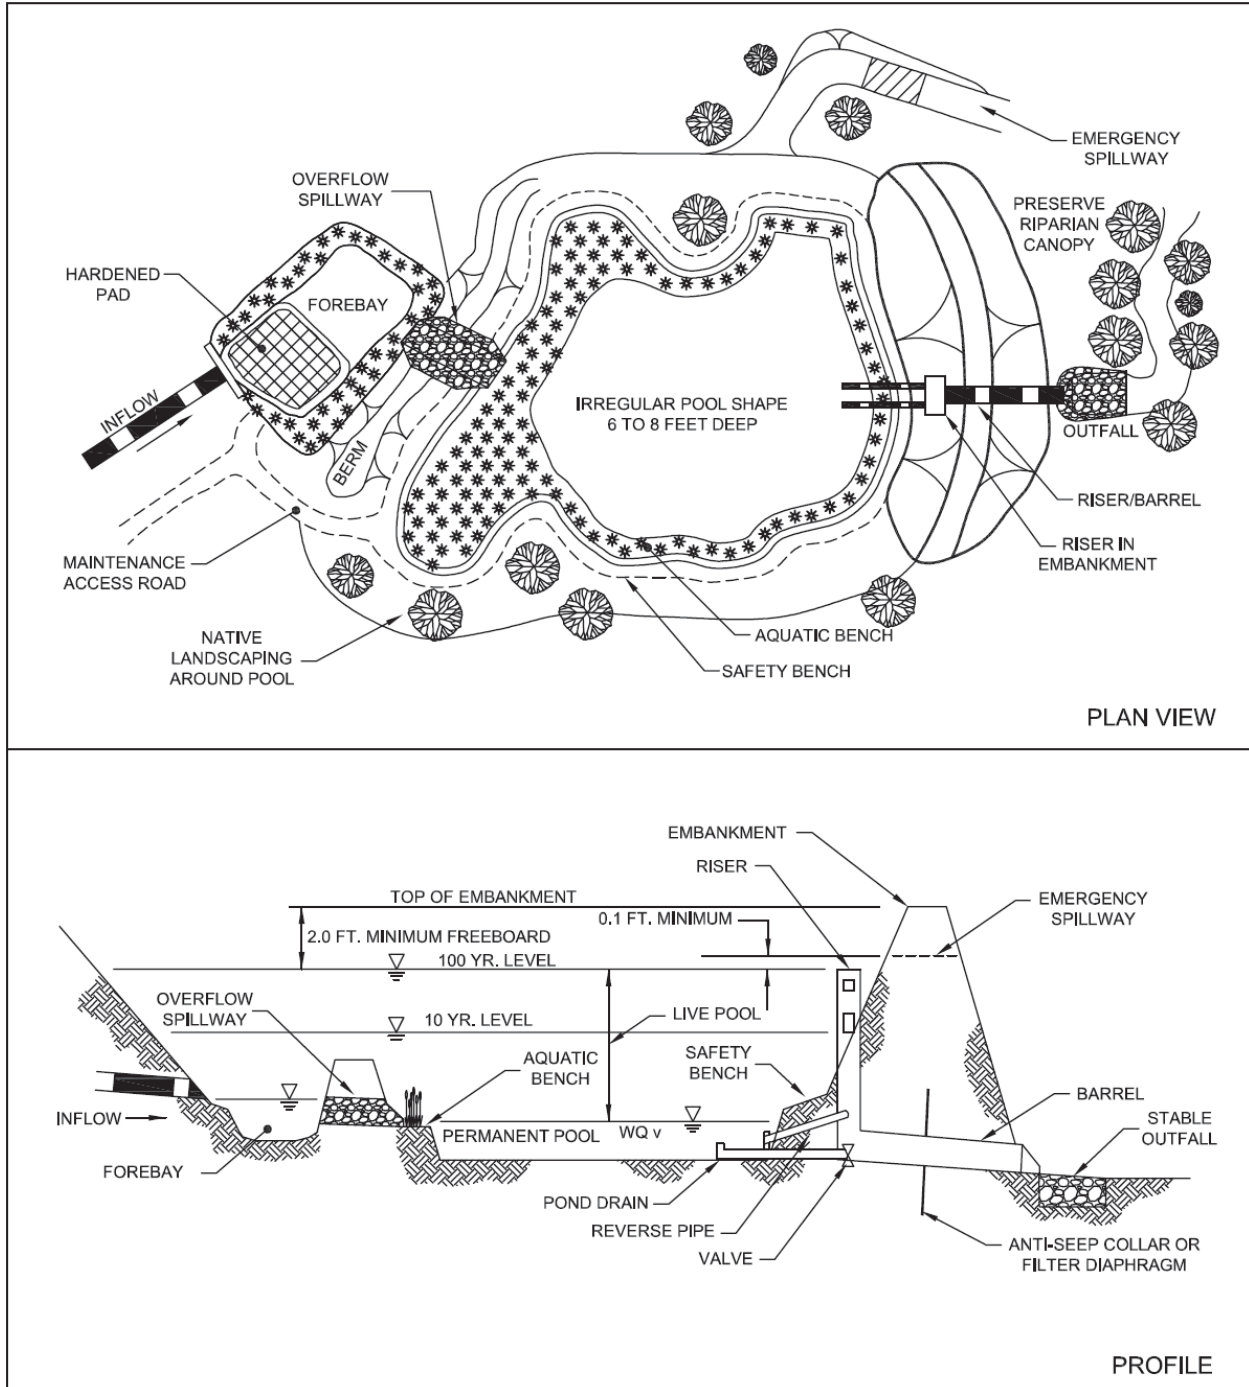 EMERGENCY
SPILLWAY
OVERFLOW
SPILLWAY
PRESERVE
RIPARIAN
CANOPY
HARDENED
PAD
FOREBAY
INFLOW
IRREGULAR POOL SHAPE
6 TO 8 FEET DEEP
OUTFALL
BERM
RISER/BARREL
MAINTENANCE
ACCESS ROAD
RISER IN
EMBANKMENT
NATIVE
LANDSCAPING
AROUND POOL
AQUATIC BENCH
SAFETY BENCH
PLAN VIEW
EMBANKMENT
RISER
TOP OF EMBANKMENT
EMERGENCY
SPILLWAY
0.1 FT. MINIMUM
2.0 FT. MINIMUM FREEBOARD
100 YR. LEVEL
OVERFLOW
SPILLWAY
10 YR. LEVEL
LIVE POOL
AQUATIC
BENCH
SAFETY
BENCH
BARREL
INFLOW
STABLE
OUTFALL
PERMANENT POOL
WQ v
FOREBAY
POND DRAIN
REVERSE PIPE
VALVE
ANTI-SEEP COLLAR OR
FILTER DIAPHRAGM
PROFILE